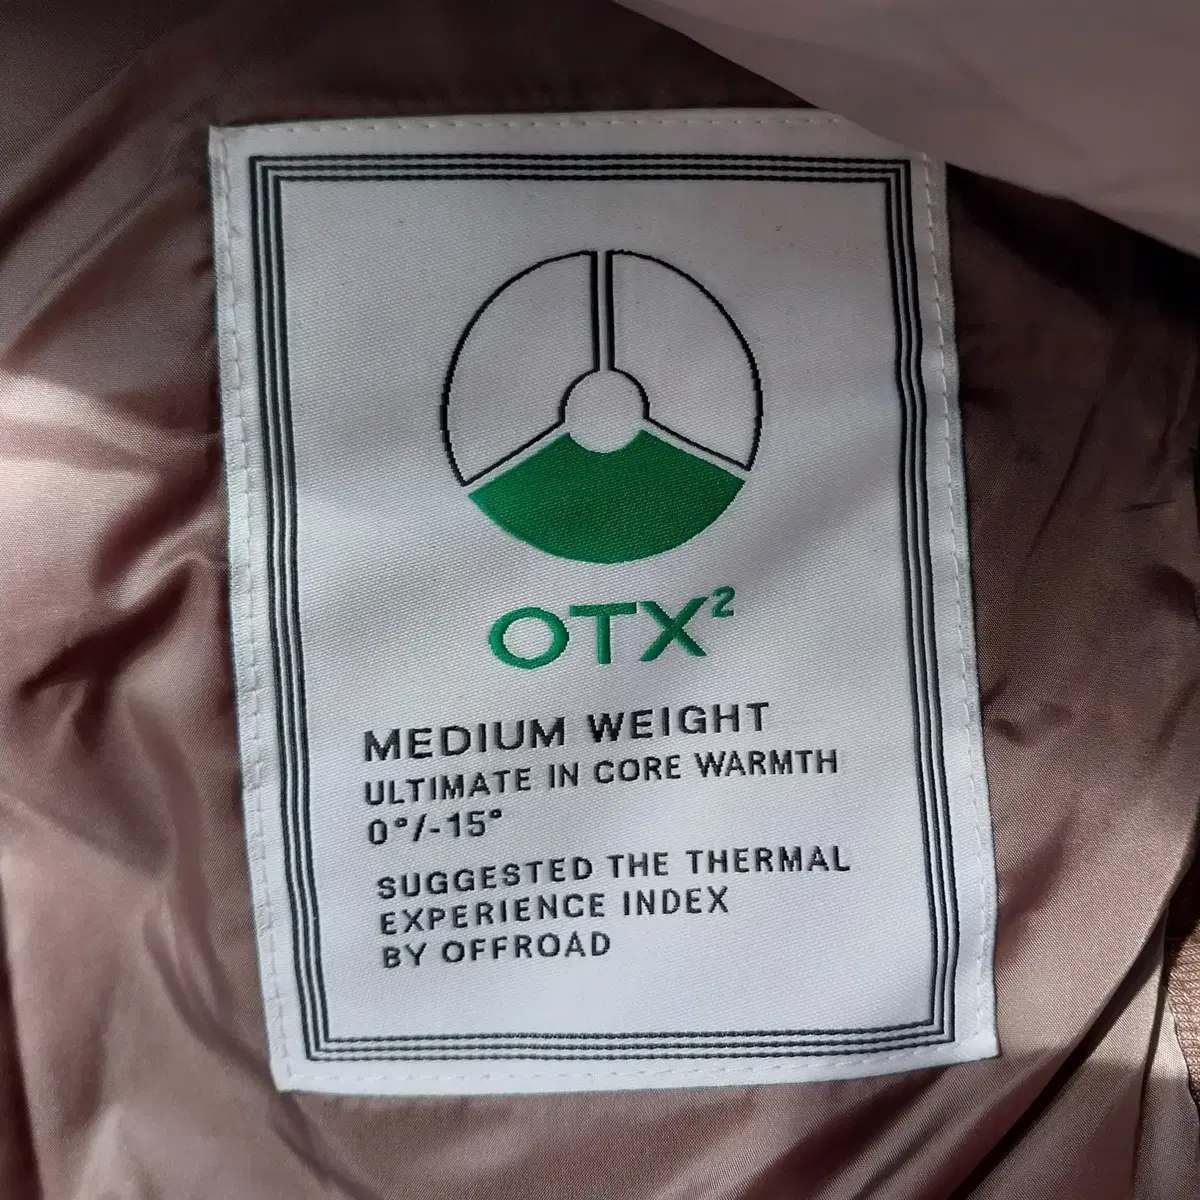 OTX²
MEDIUM WEIGHT
ULTIMATE IN CORE WARMTH
0°/-15°
SUGGESTED THE THERMAL
EXPERIENCE INDEX
BY OFFROAD